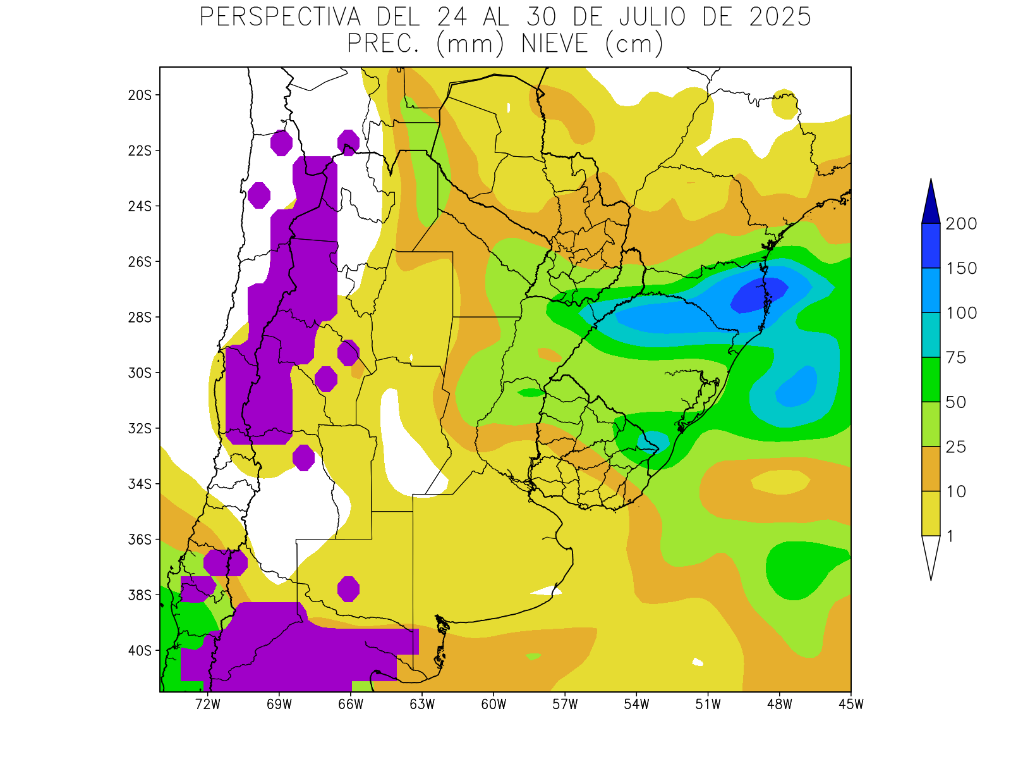 PERSPECTIVA DEL 24 AL 30 DE JULIO DE 2025
PREC. (mm) NIEVE (cm)
20S
22S
24S
26S
28S
30S
32S
34S
36S
38S
40S
72W 69W 66W 63W 60W 57W 54W 51W 48W 45W
200
150
100
75
50
25
10
1